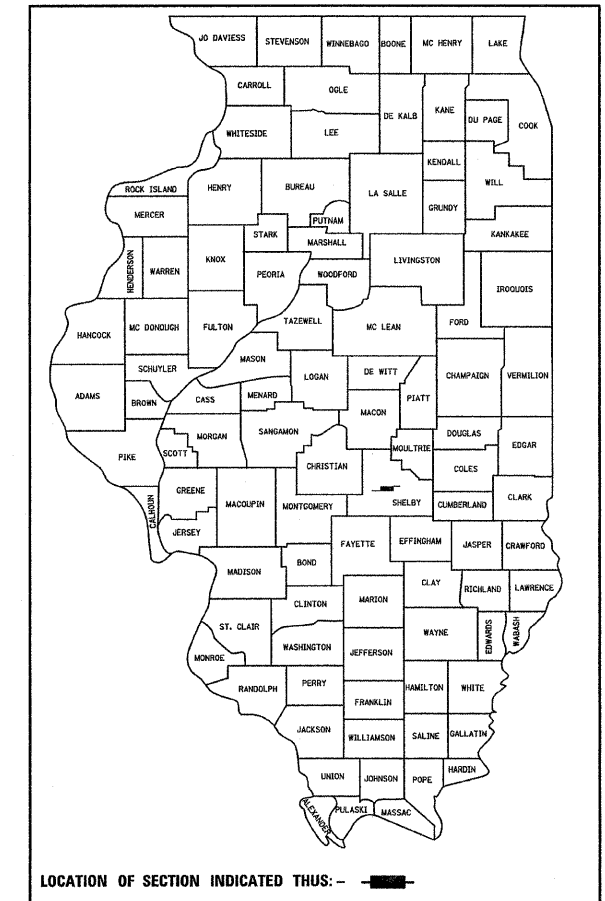 JO DAVIESS STEVENSON WINNEBAGO BOONE MC HENRY LAKE
CARROLL OGLE DE KALB KANE DU PAGE COOK
WHITESIDE LEE
KENDALL
ROCK ISLAND HENRY BUREAU LA SALLE GRUNDY WILL
MERCER PUTNAM
STARK MARSHALL KANKAKEE
HENDERSON WARREN KNOX PEORIA WOODFORD LIVINGSTON
IROQUOIS
HANCOCK MC DONOUGH FULTON TAZEWELL MC LEAN FORD
MASON
SCHUYLER LOGAN DE WITT CHAMPAIGN VERMILION
ADAMS BROWN CASS MENARD MACON PIATT
MORGAN SANGAMON DOUGLAS EDGAR
PIKE SCOTT CHRISTIAN MOULTRIE COLES
GREENE MACOUPIN MONTGOMERY SHELBY CUMBERLAND CLARK
CALHOUN JERSEY
FAYETTE EFFINGHAM JASPER CRAWFORD
MADISON BOND
CLAY RICHLAND LAWRENCE
CLINTON MARION
ST. CLAIR WAYNE EDWARDS WABASH
WASHINGTON JEFFERSON
MONROE
RANDOLPH PERRY HAMILTON WHITE
FRANKLIN
JACKSON WILLIAMSON SALINE GALLATIN
UNION JOHNSON POPE HARDIN
ALEXANDER PULASKI MASSAC
LOCATION OF SECTION INDICATED THUS: –